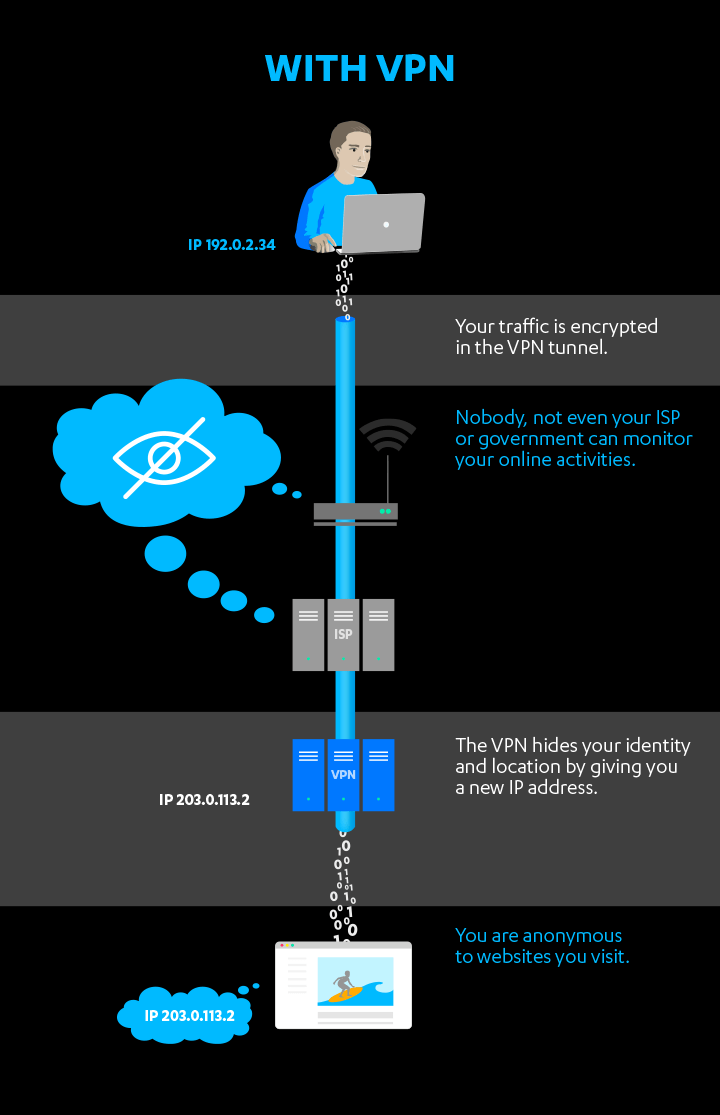 WITH VPN
IP 192.0.2.34
Your traffic is encrypted
in the VPN tunnel.
Nobody, not even your ISP
or government can monitor
your online activities.
ISP
The VPN hides your identity
and location by giving you
a new IP address.
VPN
IP 203.0.113.2
You are anonymous
to websites you visit.
IP 203.0.113.2